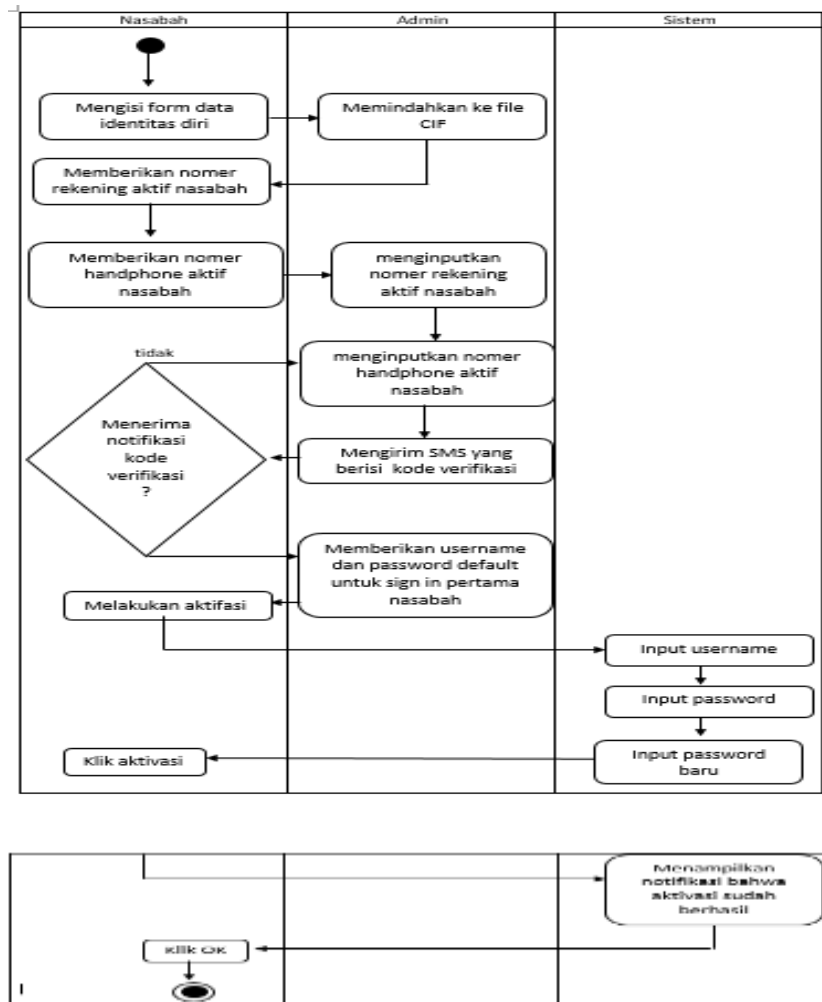 Nasabah
Admin
Sistem
Mengisi form data
identitas diri
Memindahkan ke file
CIF
Memberikan nomer
rekening aktif nasabah
Memberikan nomer
handphone aktif
nasabah
menginputkan
nomer rekening
aktif nasabah
tidak
menginputkan nomer
handphone aktif
nasabah
Menerima
notifikasi
kode
verifikasi
?
Mengirim SMS yang
berisi kode verifikasi
Memberikan username
dan password default
untuk sign in pertama
nasabah
Melakukan aktifasi
Input username
Input password
Input password
baru
Klik aktivasi
Menampilkan
notifikasi bahwa
aktivasi sudah
berhasil
Klik OK